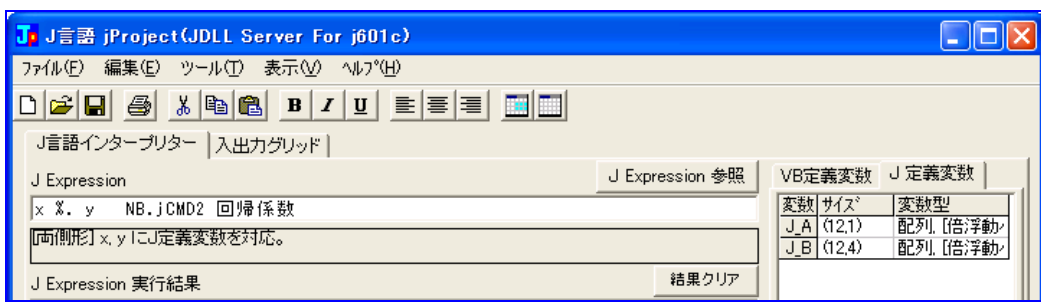 J言語 jProject(JDLL Server For j601c)
ファイル(F) 編集(E) ツール(T) 表示(V) ヘルプ(H)
B I U
J言語インタープリター 入出力グリッド
J Expression J Expression 参照
x %. y NB.jCMD2 回帰係数
[両側形] x, y にJ定義変数を対応。
J Expression 実行結果 結果クリア
VB定義変数 J 定義変数
変数 サイズ 変数型
J_A (12,1) 配列, [倍浮動
J_B (12,4) 配列, [倍浮動